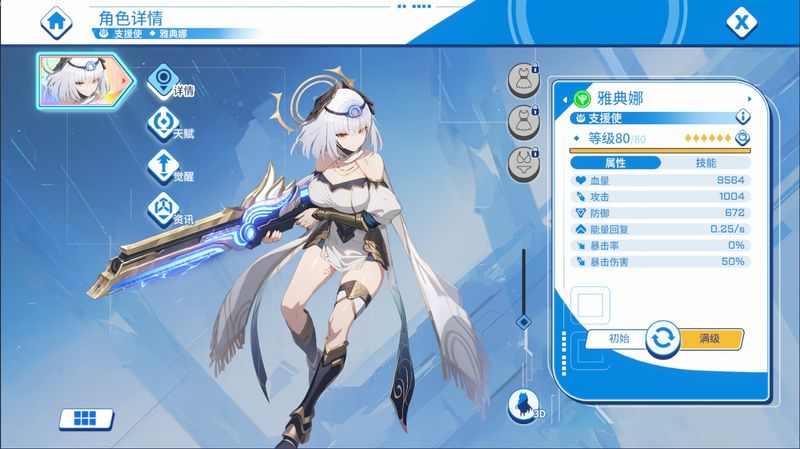 角色详情
支援使 ◆ 雅典娜
详情
天赋
觉醒
资讯
雅典娜
支援使
等级80/80
属性 技能
血量 9564
攻击 1004
防御 672
能量回复 0.25/s
暴击率 0%
暴击伤害 50%
初始 满级
3D